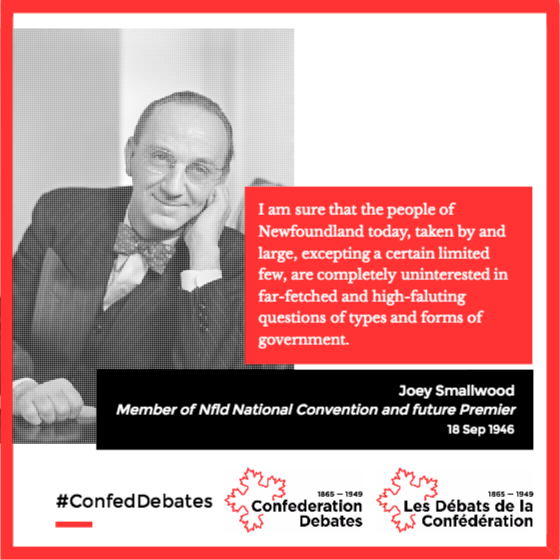 I am sure that the people of
Newfoundland today, taken by and
large, excepting a certain limited
few, are completely uninterested in
far-fetched and high-faluting
questions of types and forms of
government.
Joey Smallwood
Member of Nfld National Convention and future Premier
18 Sep 1946
#ConfedDebates
1865 — 1949
Confederation
Debates
1865 — 1949
Les Débats de la
Confédération